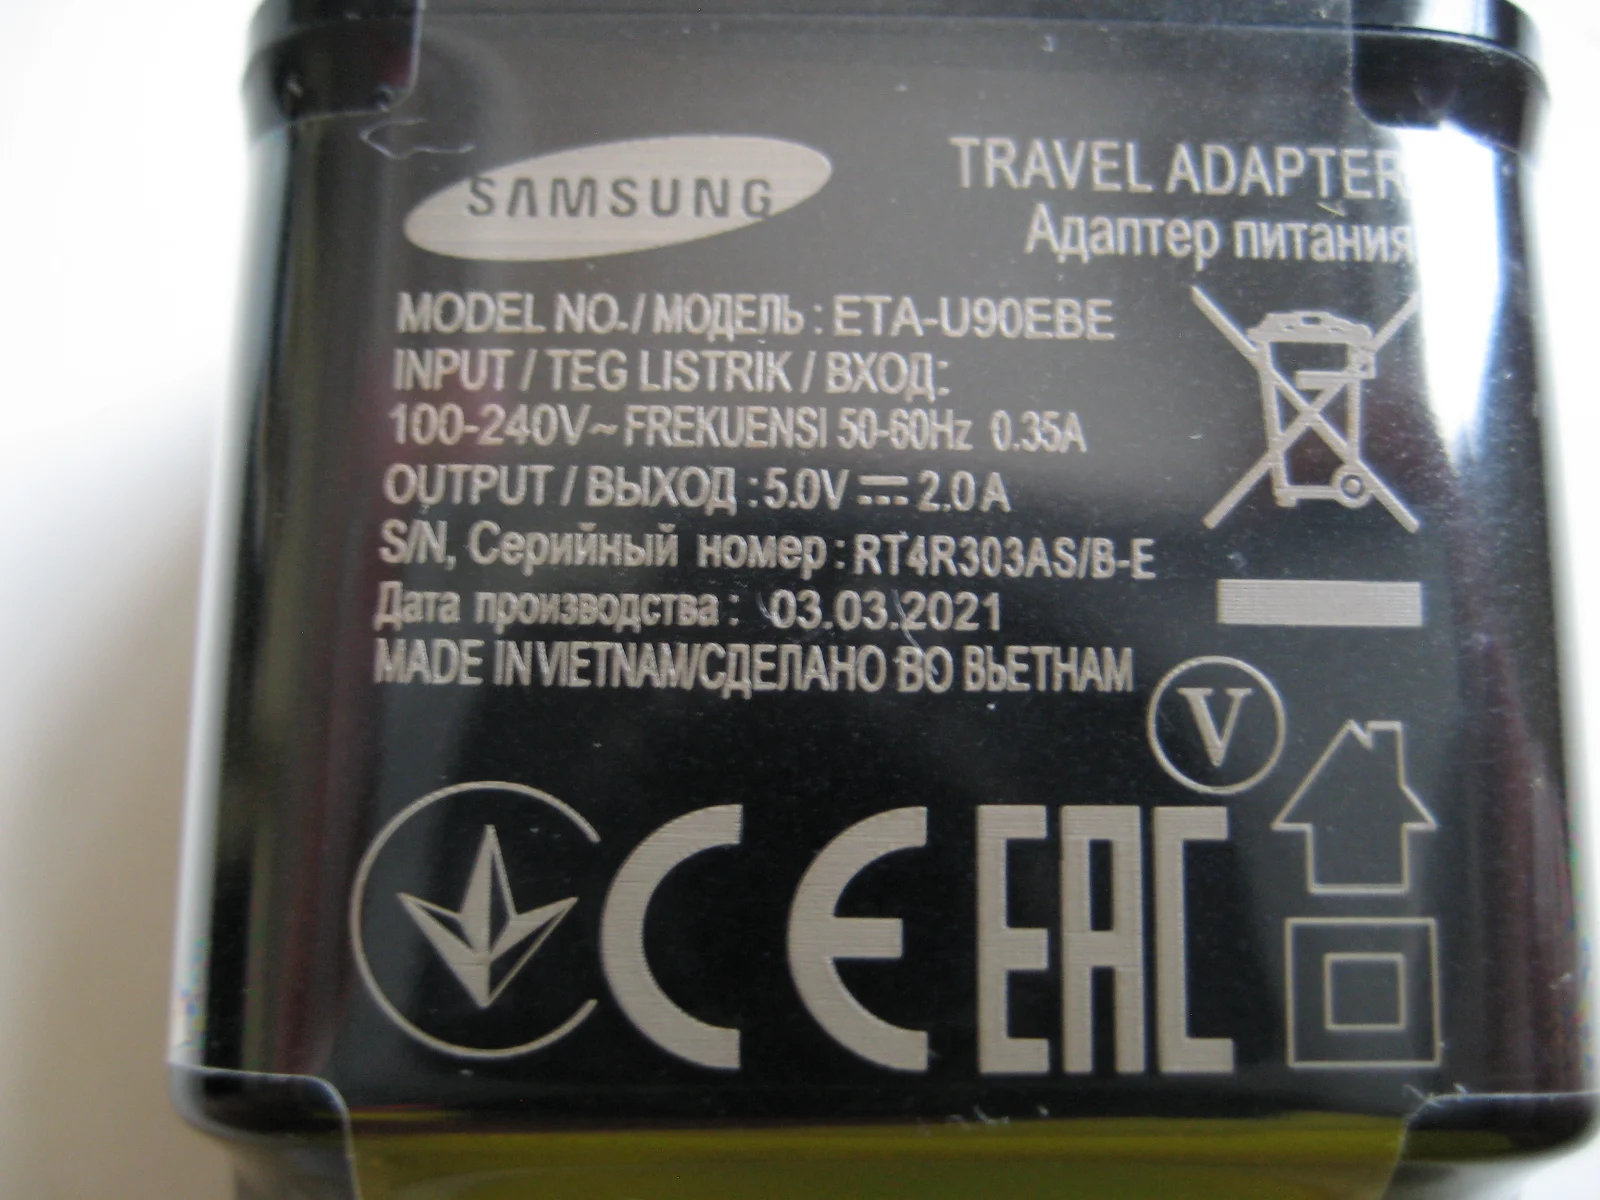 SAMSUNG
TRAVEL ADAPTER
Адаптер питания
MODEL NO./МОДЕЛЬ : ETA-U90EBE
INPUT / TEG LISTRIK / ВХОД:
100-240V~ FREKUENSI 50-60Hz 0.35A
OUTPUT / ВЫХОД : 5.0V ⎓ 2.0A
S/N, Серийный номер : RT4R303AS/B-E
Дата производства : 03.03.2021
MADE IN VIETNAM/СДЕЛАНО ВО ВЬЕТНАМ
V
CE EAC